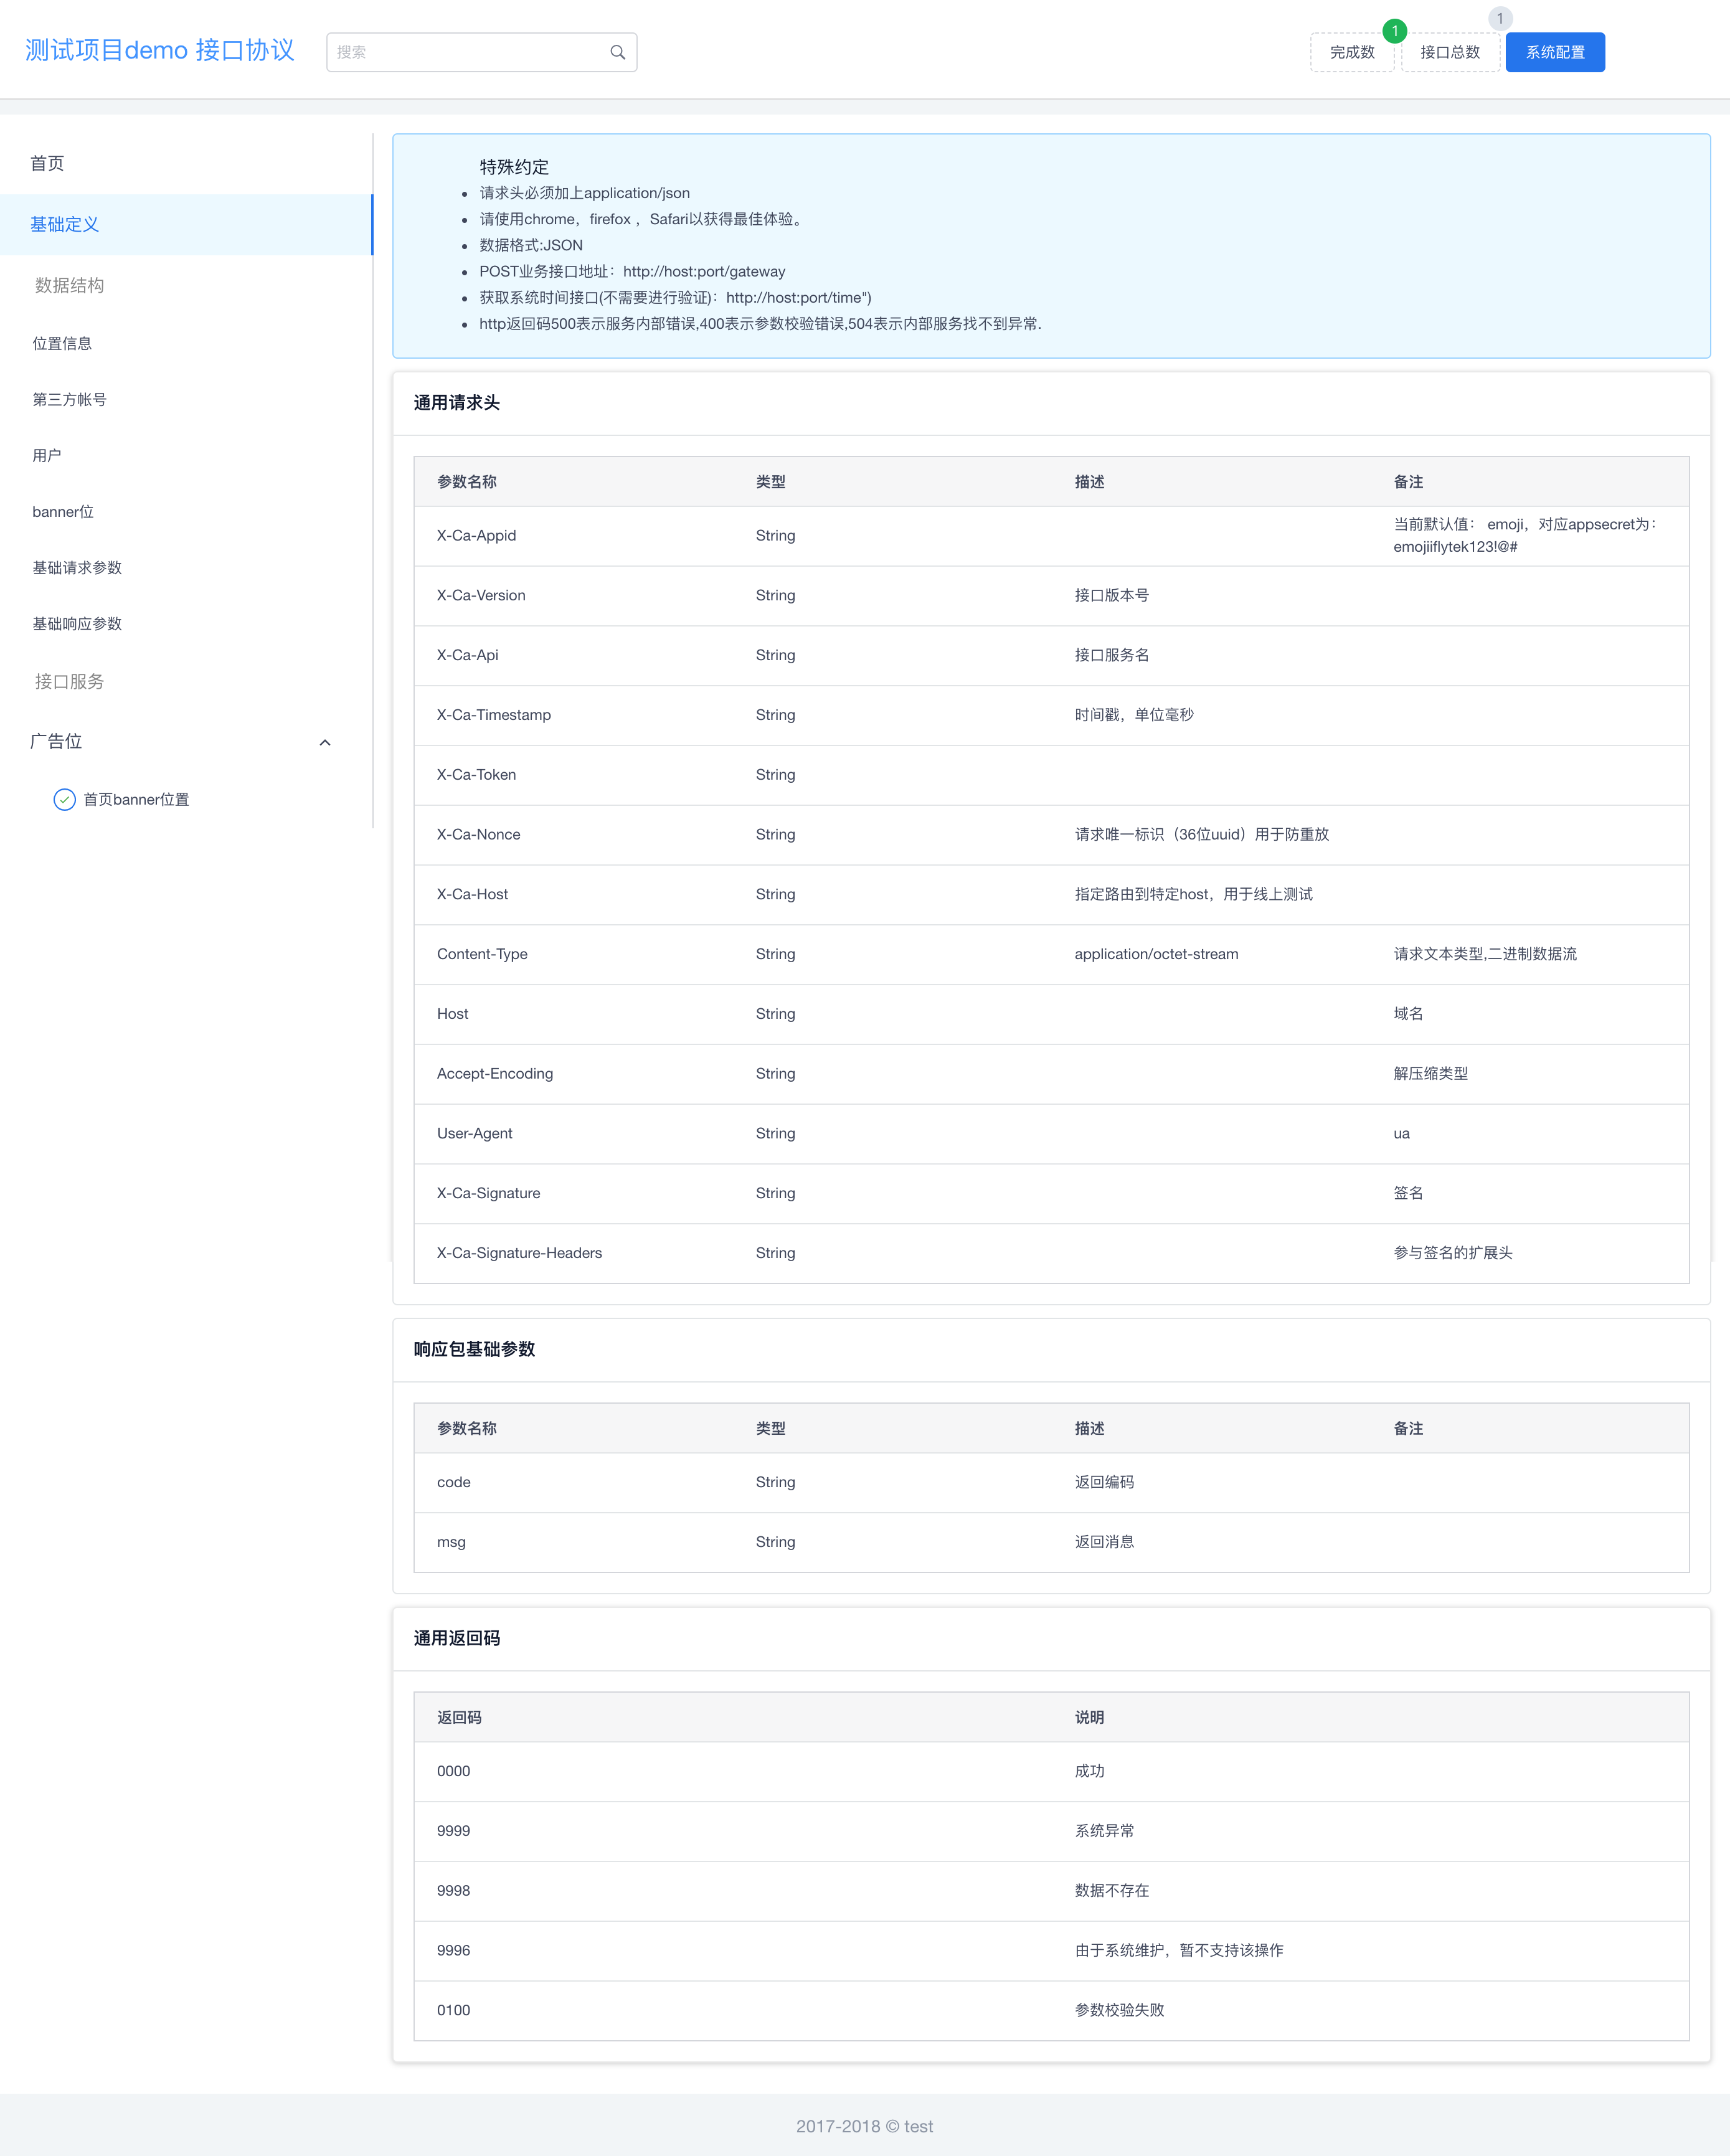 测试项目demo 接口协议
搜索
完成数
1
接口总数
1
系统配置
首页
基础定义
数据结构
位置信息
第三方帐号
用户
banner位
基础请求参数
基础响应参数
接口服务
广告位
首页banner位置
特殊约定
请求头必须加上application/json
请使用chrome，firefox ，Safari以获得最佳体验。
数据格式:JSON
POST业务接口地址：http://host:port/gateway
获取系统时间接口(不需要进行验证)：http://host:port/time")
http返回码500表示服务内部错误,400表示参数校验错误,504表示内部服务找不到异常.
通用请求头
参数名称 类型 描述 备注
X-Ca-Appid String 当前默认值： emoji，对应appsecret为：
emojiiflytek123!@#
X-Ca-Version String 接口版本号
X-Ca-Api String 接口服务名
X-Ca-Timestamp String 时间戳，单位毫秒
X-Ca-Token String
X-Ca-Nonce String 请求唯一标识（36位uuid）用于防重放
X-Ca-Host String 指定路由到特定host，用于线上测试
Content-Type String application/octet-stream 请求文本类型,二进制数据流
Host String 域名
Accept-Encoding String 解压缩类型
User-Agent String ua
X-Ca-Signature String 签名
X-Ca-Signature-Headers String 参与签名的扩展头
响应包基础参数
参数名称 类型 描述 备注
code String 返回编码
msg String 返回消息
通用返回码
返回码 说明
0000 成功
9999 系统异常
9998 数据不存在
9996 由于系统维护，暂不支持该操作
0100 参数校验失败
2017-2018 © test